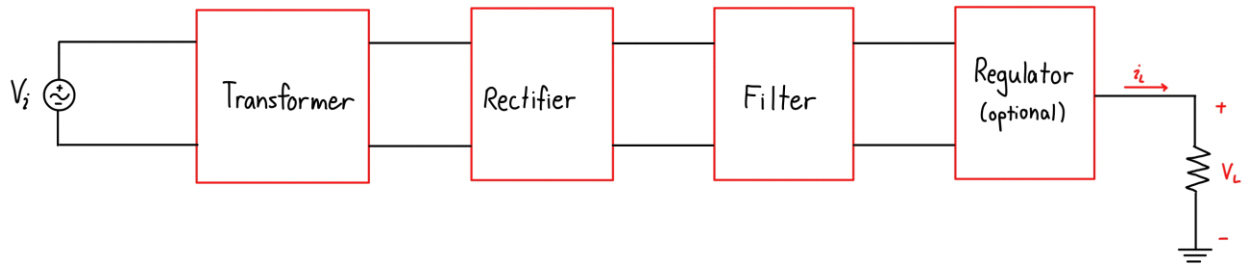 Vi
Transformer
Rectifier
Filter
Regulator
(optional)
iL
+
VL
-